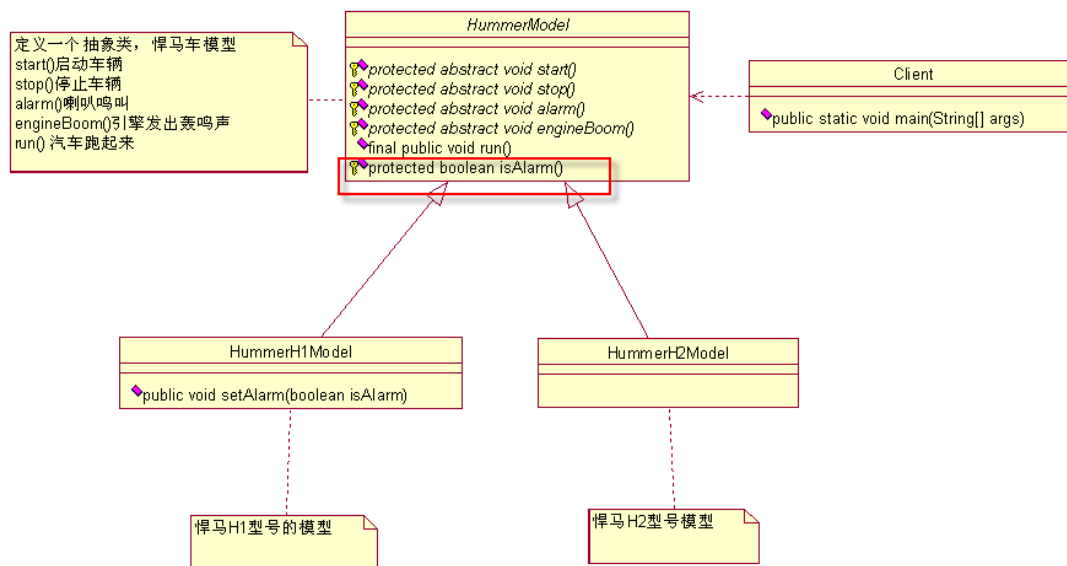 定义一个抽象类，悍马车模型
start()启动车辆
stop()停止车辆
alarm()喇叭鸣叫
engineBoom()引擎发出轰鸣声
run() 汽车跑起来
HummerModel
protected abstract void start()
protected abstract void stop()
protected abstract void alarm()
protected abstract void engineBoom()
final public void run()
protected boolean isAlarm()
Client
public static void main(String[] args)
HummerH1Model
public void setAlarm(boolean isAlarm)
HummerH2Model
悍马H1型号的模型
悍马H2型号模型